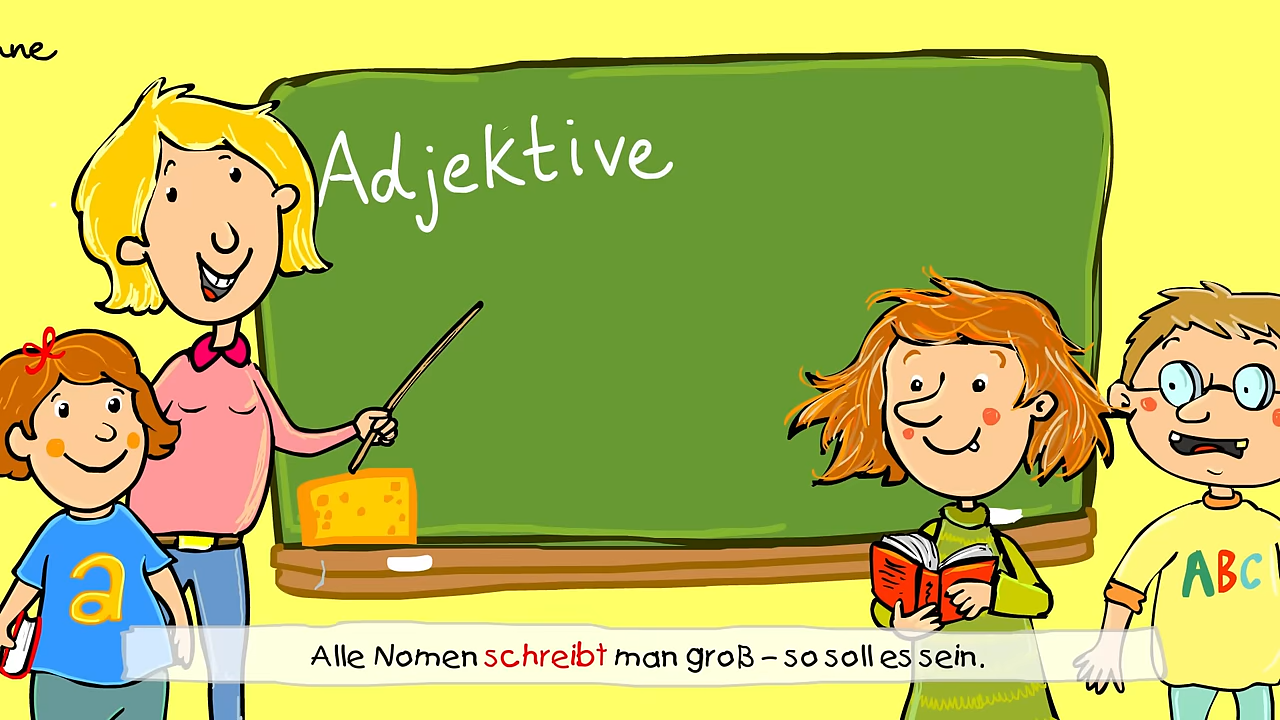 Adjektive
a
ABC
Alle Nomen schreibt man groß – so soll es sein.